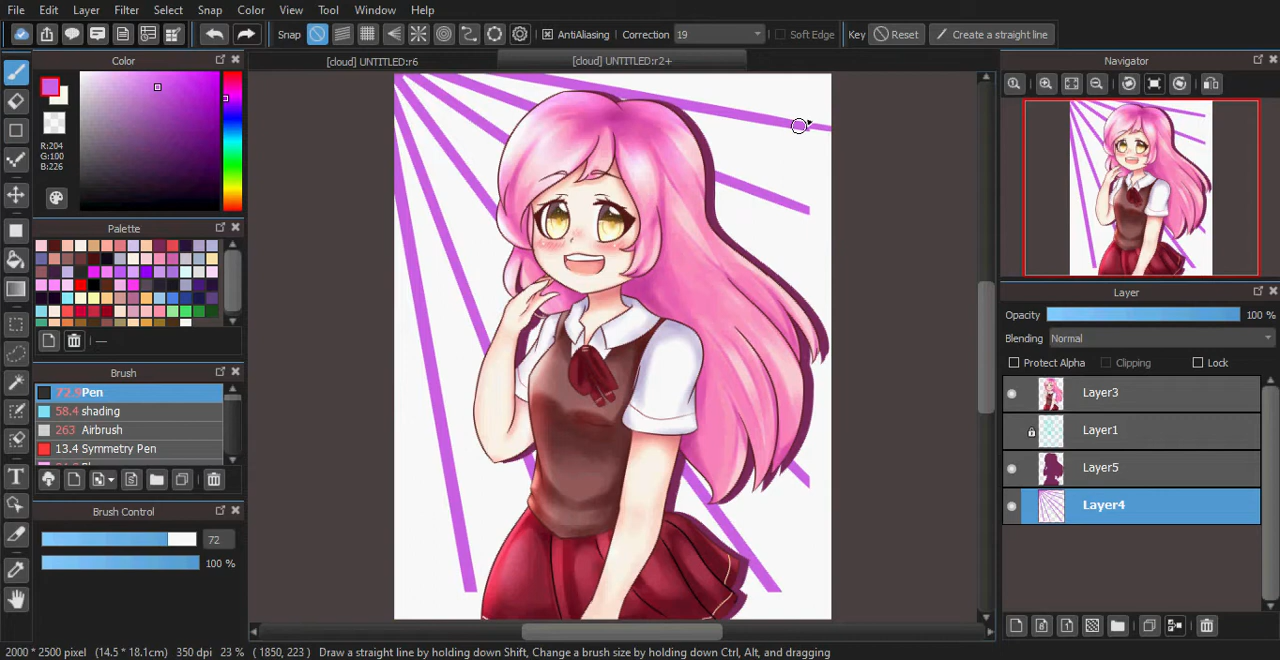 File Edit Layer Filter Select Snap Color View Tool Window Help
Snap AntiAliasing Correction 19 Soft Edge Key Reset Create a straight line
Color
[cloud] UNTITLED:r6
[cloud] UNTITLED:r2+
Navigator
R:204
G:100
B:226
Palette
---
Brush
72.9 Pen
58.4 shading
263 Airbrush
13.4 Symmetry Pen
Brush Control
72
100 %
Layer
Opacity 100 %
Blending Normal
Protect Alpha Clipping Lock
Layer3
Layer1
Layer5
Layer4
2000 * 2500 pixel (14.5 * 18.1cm) 350 dpi 23 % ( 1850, 223 ) Draw a straight line by holding down Shift, Change a brush size by holding down Ctrl, Alt, and dragging